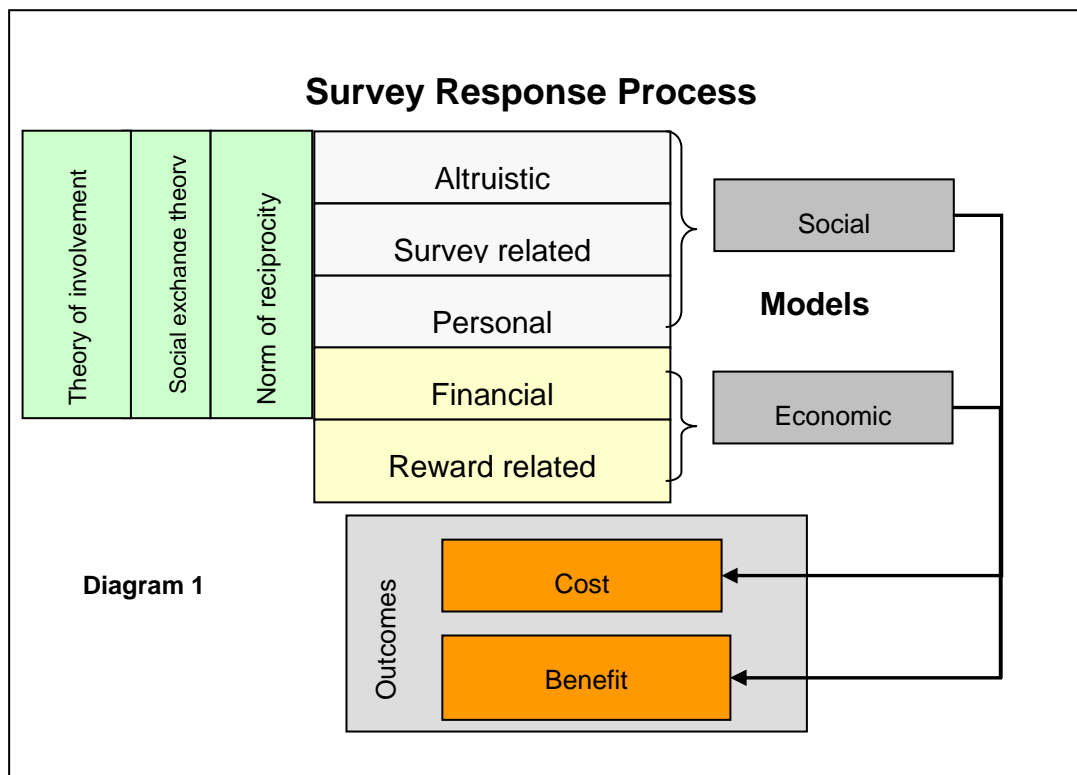 Survey Response Process
Theory of involvement
Social exchange theory
Norm of reciprocity
Altruistic
Survey related
Personal
Financial
Reward related
Social
Models
Economic
Diagram 1
Outcomes
Cost
Benefit